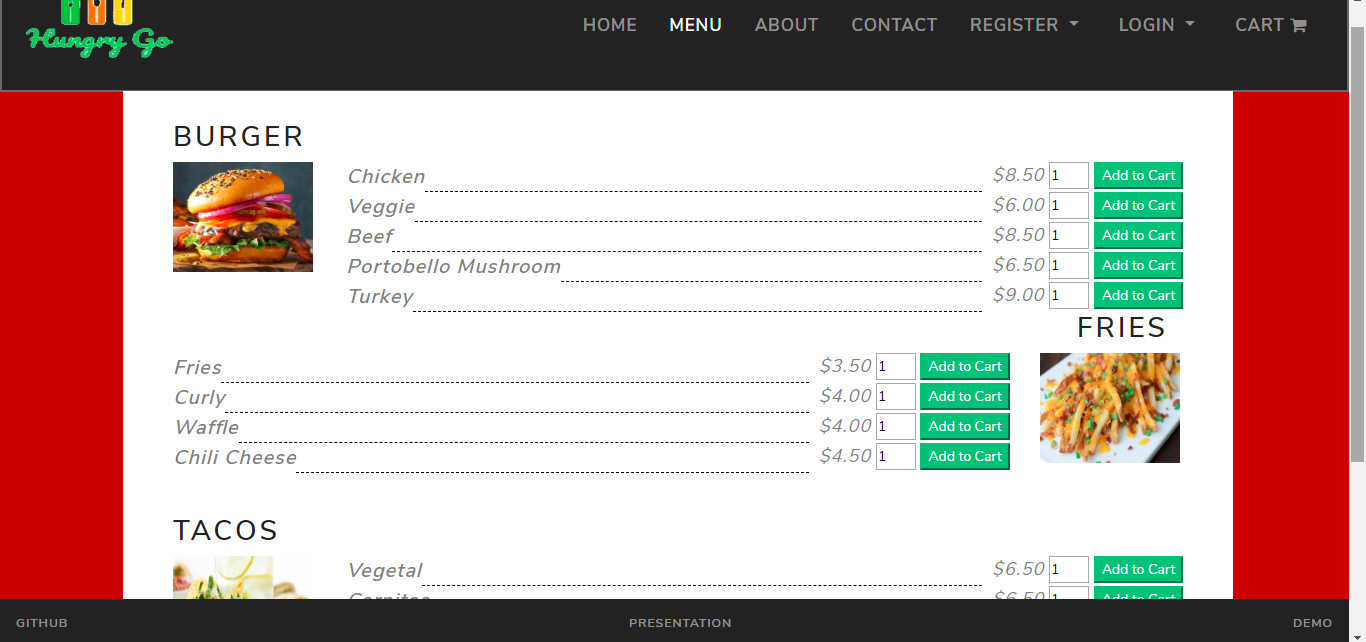 Hungry Go
HOME MENU ABOUT CONTACT REGISTER LOGIN CART
BURGER
Chicken $8.50 1 Add to Cart
Veggie $6.00 1 Add to Cart
Beef $8.50 1 Add to Cart
Portobello Mushroom $6.50 1 Add to Cart
Turkey $9.00 1 Add to Cart
FRIES
Fries $3.50 1 Add to Cart
Curly $4.00 1 Add to Cart
Waffle $4.00 1 Add to Cart
Chili Cheese $4.50 1 Add to Cart
TACOS
Vegetal $6.50 1 Add to Cart
Carnitas $6.50 1 Add to Cart
GITHUB PRESENTATION DEMO